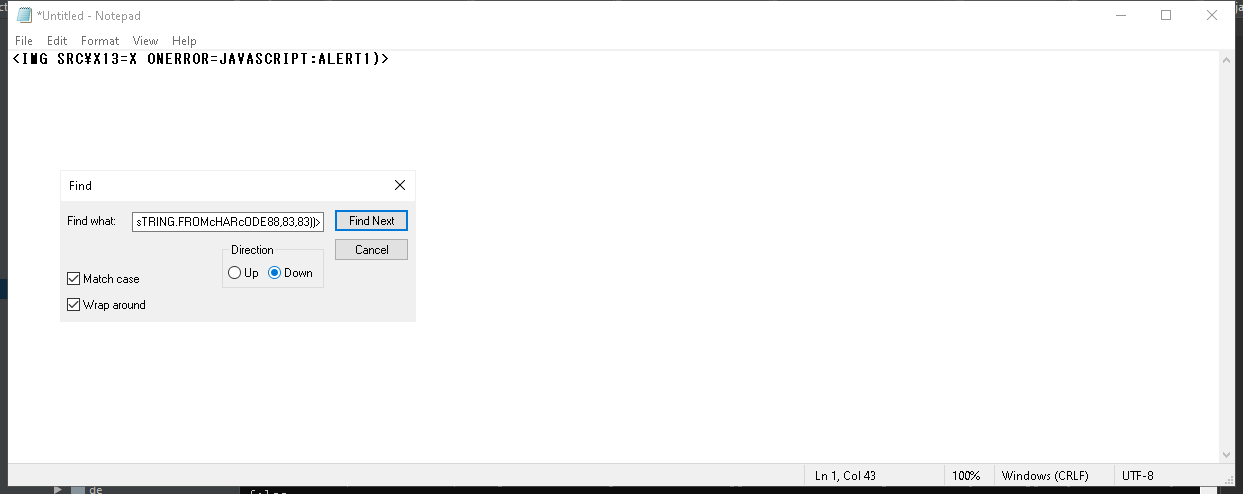 *Untitled - Notepad
File Edit Format View Help
<IMG SRC¥X13=X ONERROR=JAVASCRIPT:ALERT1)>
Find
Find what: sTRING.FROMcHARcODE88,83,83))> Find Next
Direction Cancel
Up Down
Match case
Wrap around
Ln 1, Col 43 100% Windows (CRLF) UTF-8
de